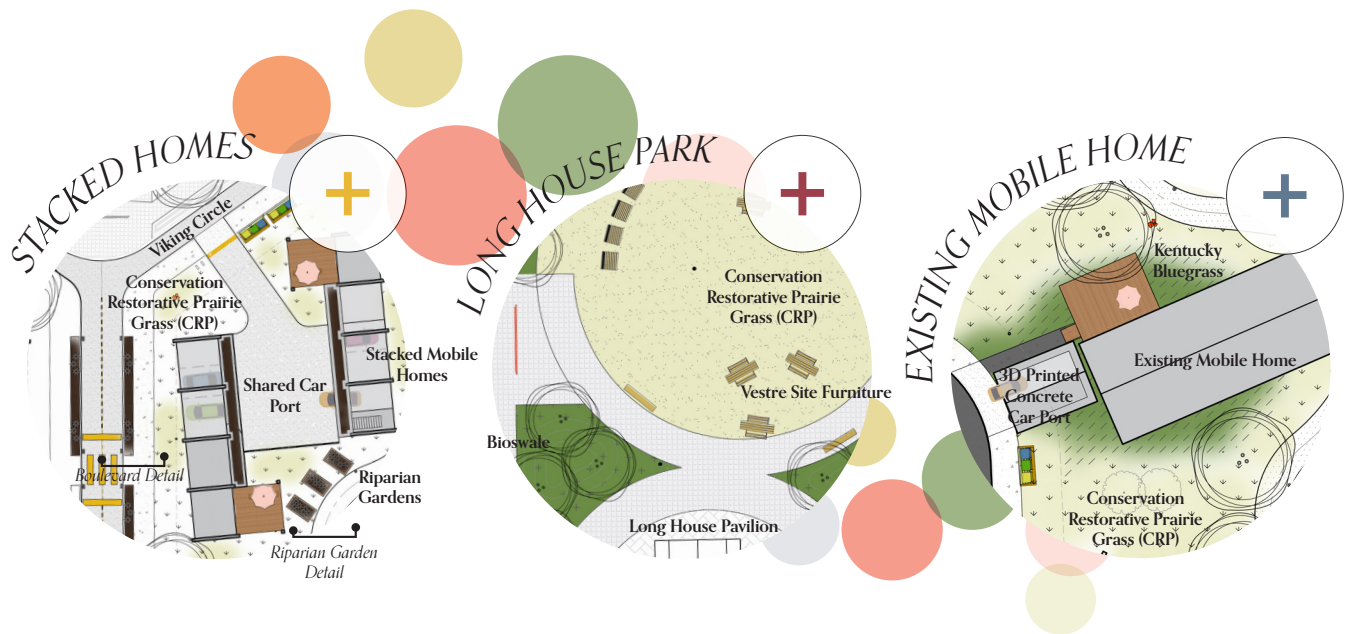 STACKED HOMES
Viking Circle
Conservation
Restorative Prairie
Grass (CRP)
Stacked Mobile
Homes
Shared Car
Port
Boulevard Detail
Riparian
Gardens
Riparian Garden
Detail
LONG HOUSE PARK
Conservation
Restorative Prairie
Grass (CRP)
Vestre Site Furniture
Bioswale
Long House Pavilion
EXISTING MOBILE HOME
Kentucky
Bluegrass
Existing Mobile Home
3D Printed
Concrete
Car Port
Conservation
Restorative Prairie
Grass (CRP)